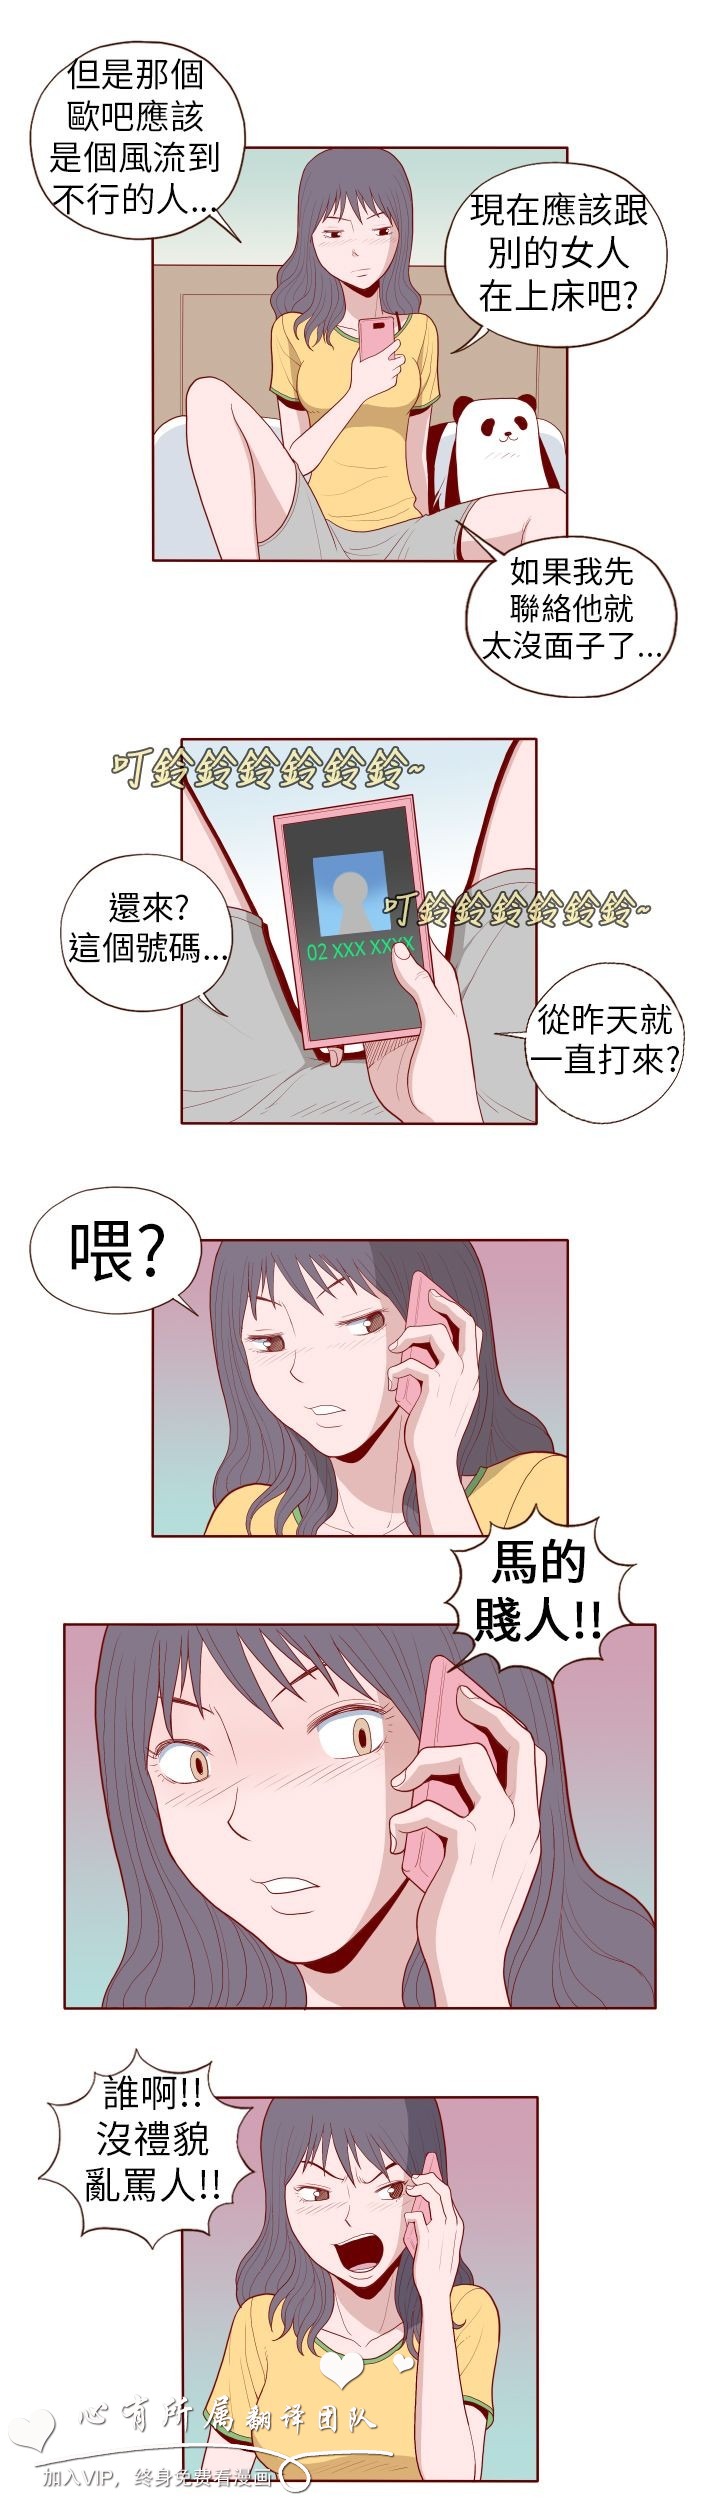 但是那個
歐吧應該
是個風流到
不行的人...
現在應該跟
別的女人
在上床吧?
如果我先
聯絡他就
太沒面子了...
叮鈴鈴鈴鈴鈴鈴~
還來?
這個號碼...
02 XXX XXXX
叮鈴鈴鈴鈴鈴鈴~
從昨天就
一直打來?
喂?
馬的
賤人!!
誰啊!!
沒禮貌
亂罵人!!
心有所属翻译团队
加入VIP，终身免费看漫画